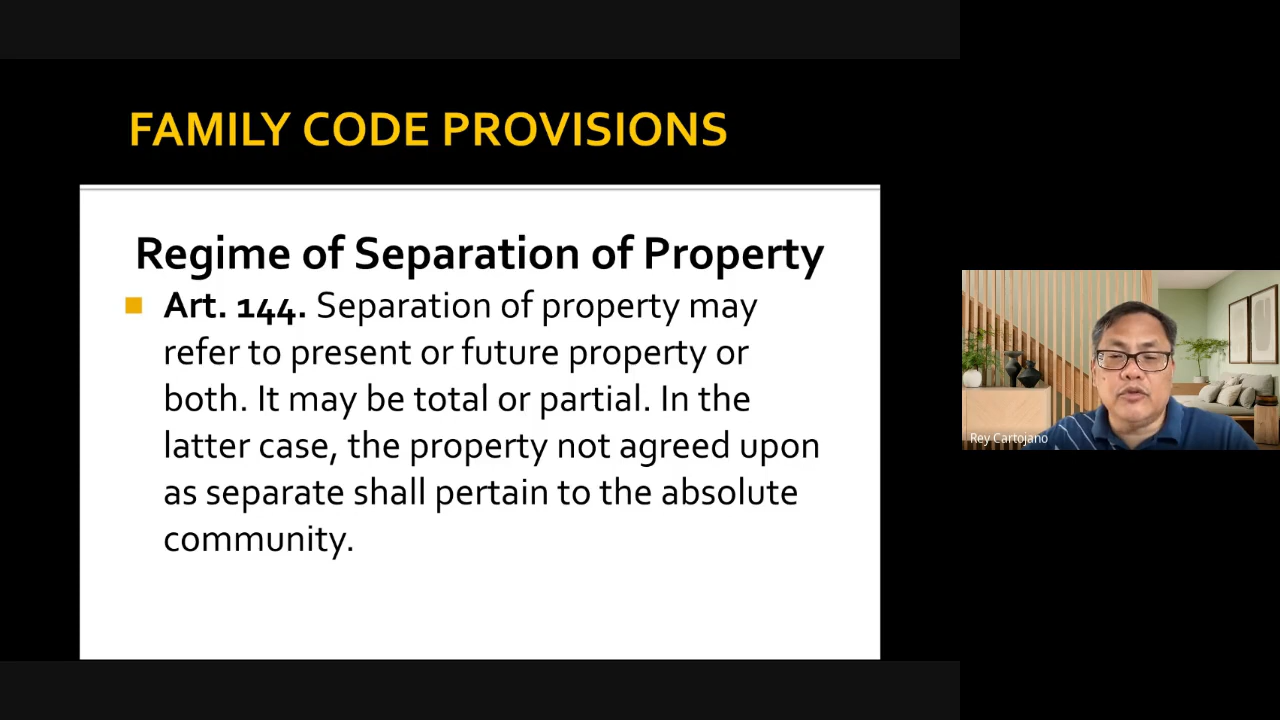 FAMILY CODE PROVISIONS
Regime of Separation of Property
Art. 144. Separation of property may
refer to present or future property or
both. It may be total or partial. In the
latter case, the property not agreed upon
as separate shall pertain to the absolute
community.
Rey Cartojano